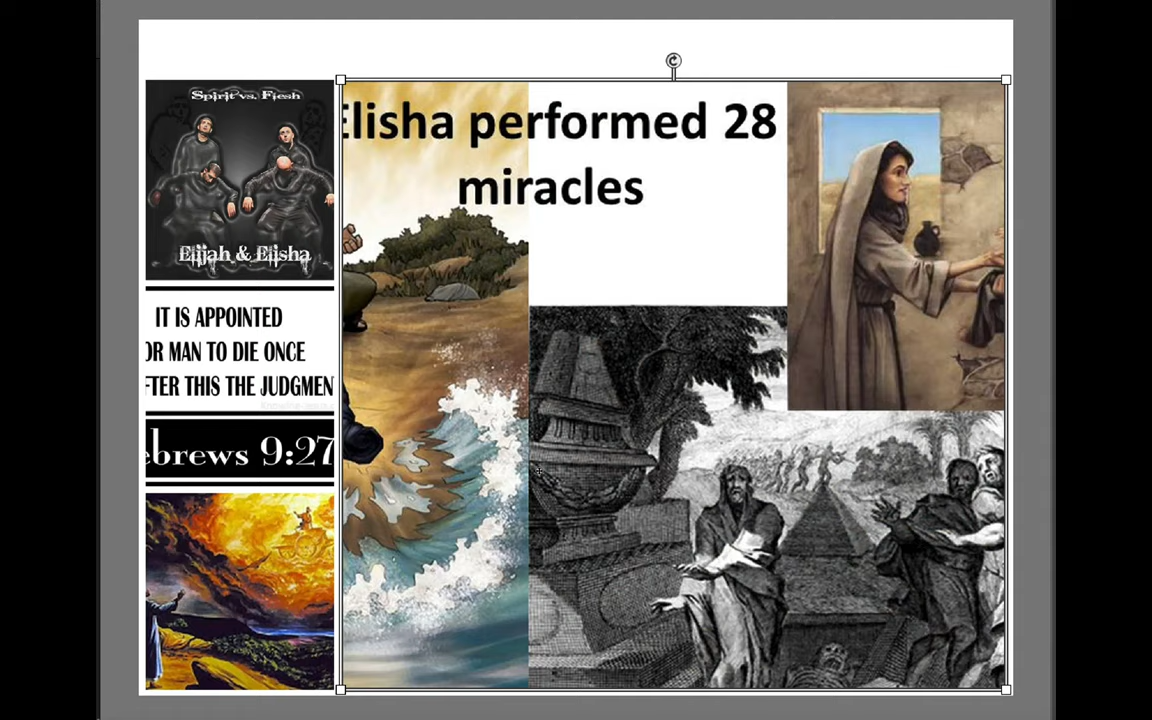 Spirit vs. Flesh
Elijah & Elisha
IT IS APPOINTED
OR MAN TO DIE ONCE
FTER THIS THE JUDGMEN
ebrews 9:27
Elisha performed 28
miracles